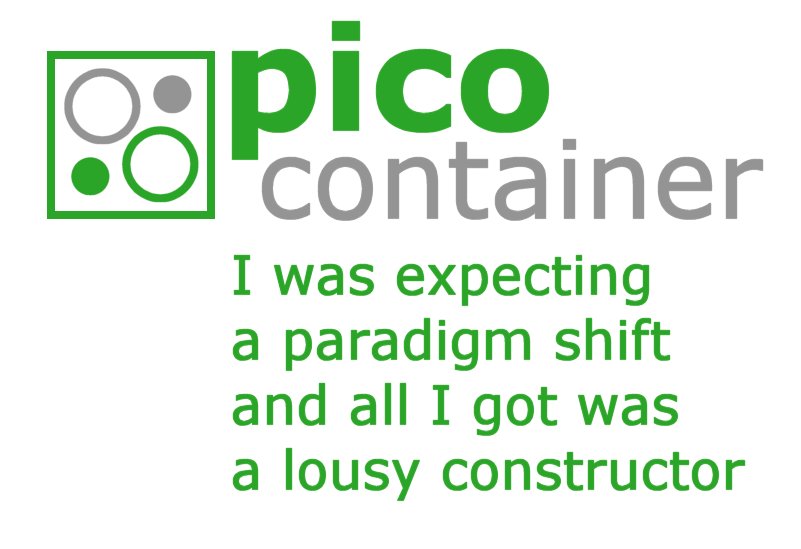 pico
container
I was expecting
a paradigm shift
and all I got was
a lousy constructor